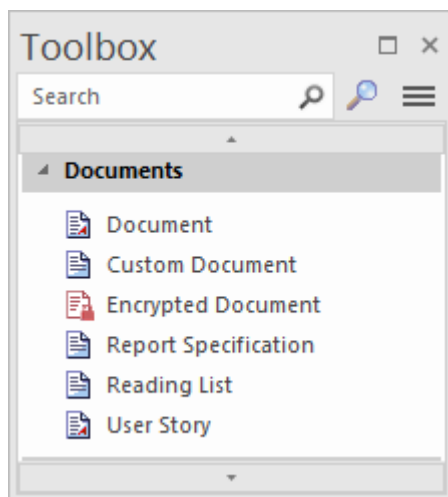 Toolbox
Search
Documents
Document
Custom Document
Encrypted Document
Report Specification
Reading List
User Story